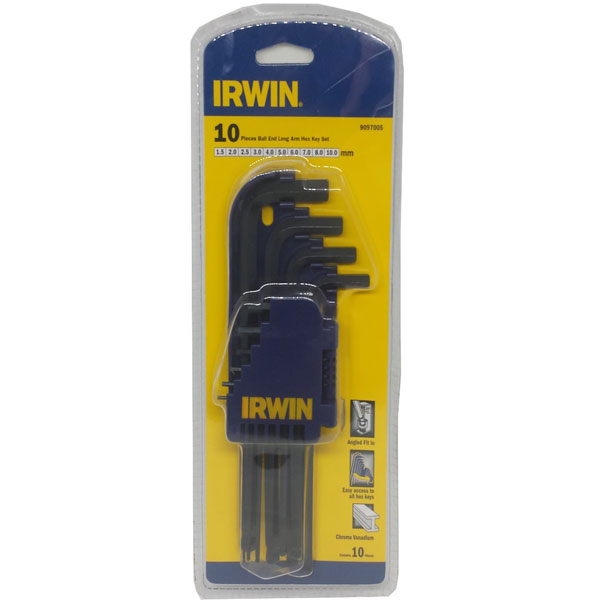 IRWIN®
9097005
10 Pieces Ball End Long Arm Hex Key Set
1.5 2.0 2.5 3.0 4.0 5.0 6.0 7.0 8.0 10.0 mm
IRWIN
Angled Fit In
Easy access to
all hex keys
Chrome Vanadium
10